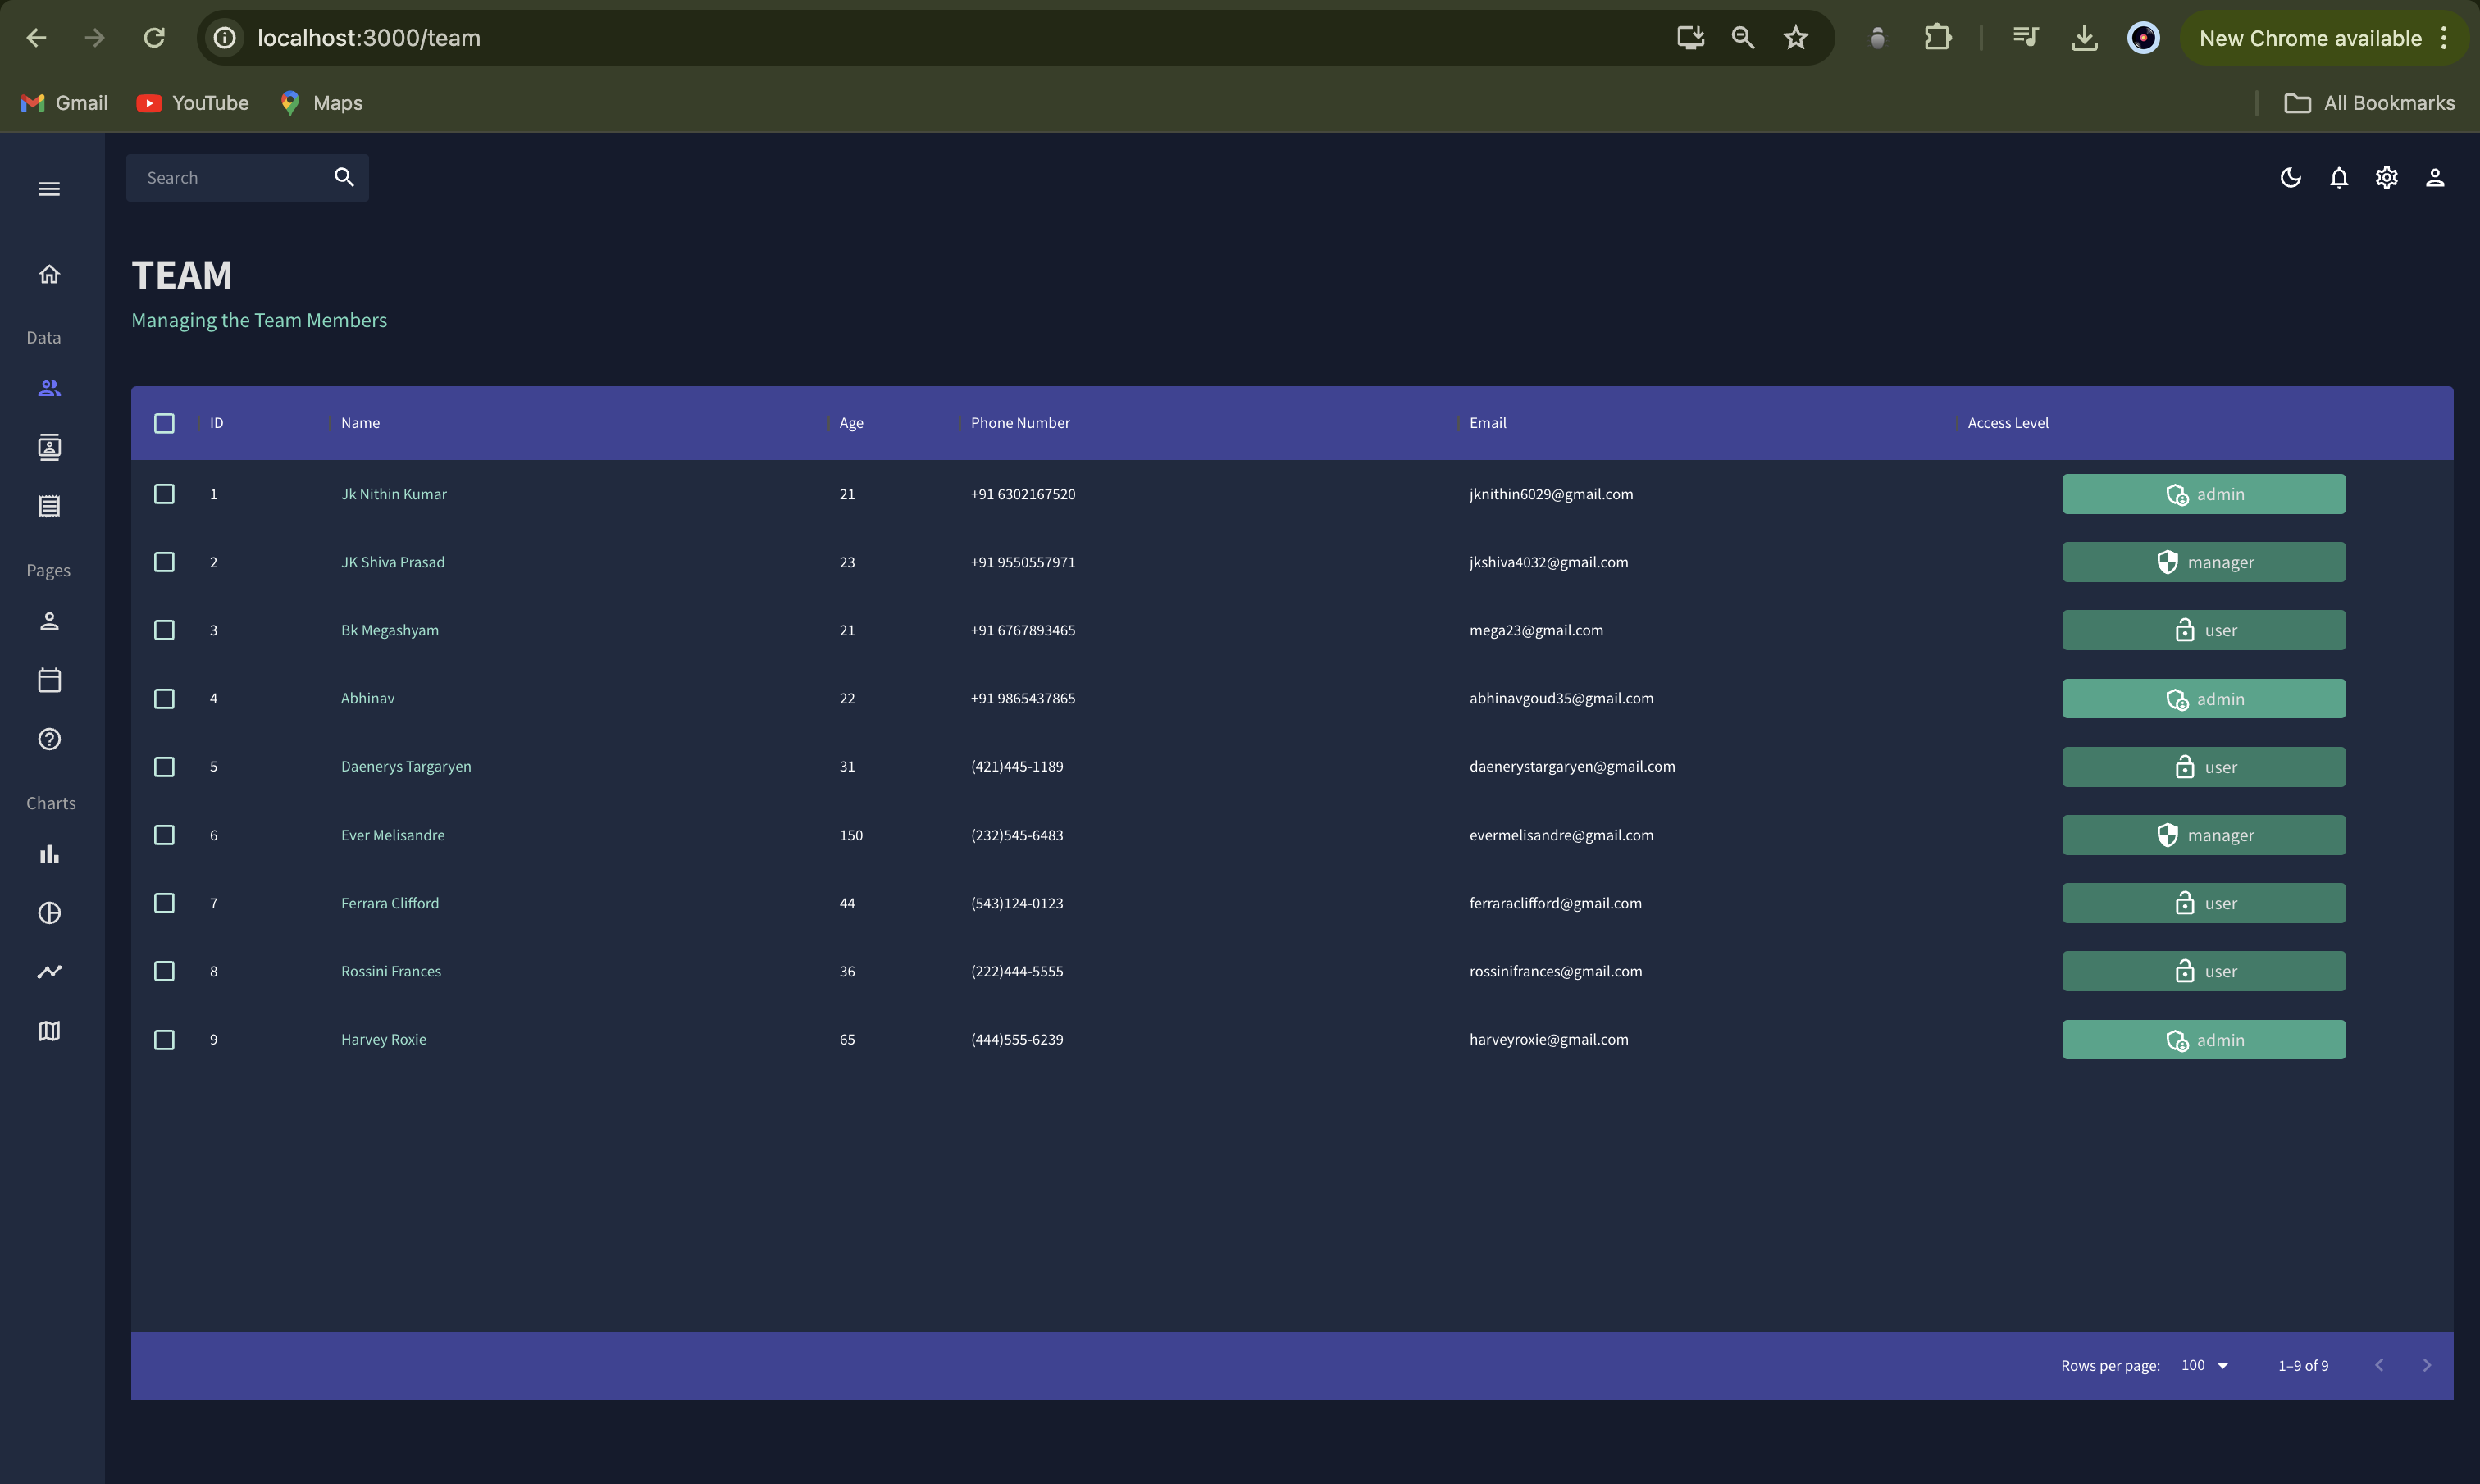 localhost:3000/team
New Chrome available
Gmail YouTube Maps All Bookmarks
Search
TEAM
Managing the Team Members
Data
Pages
Charts
ID Name Age Phone Number Email Access Level
1 Jk Nithin Kumar 21 +91 6302167520 jknithin6029@gmail.com admin
2 JK Shiva Prasad 23 +91 9550557971 jkshiva4032@gmail.com manager
3 Bk Megashyam 21 +91 6767893465 mega23@gmail.com user
4 Abhinav 22 +91 9865437865 abhinavgoud35@gmail.com admin
5 Daenerys Targaryen 31 (421)445-1189 daenerystargaryen@gmail.com user
6 Ever Melisandre 150 (232)545-6483 evermelisandre@gmail.com manager
7 Ferrara Clifford 44 (543)124-0123 ferraraclifford@gmail.com user
8 Rossini Frances 36 (222)444-5555 rossinifrances@gmail.com user
9 Harvey Roxie 65 (444)555-6239 harveyroxie@gmail.com admin
Rows per page: 100 1–9 of 9